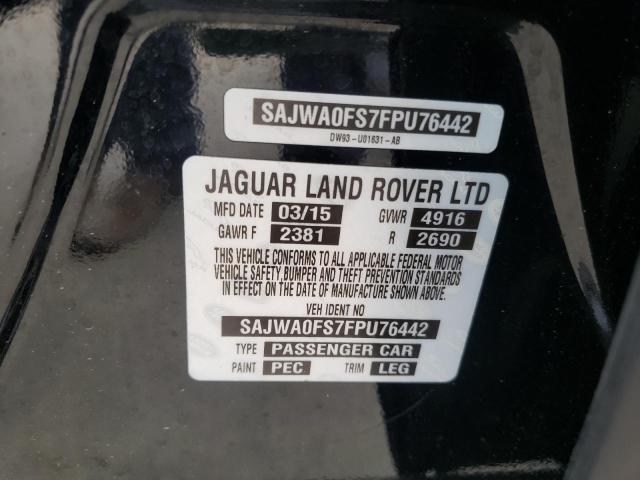 SAJWA0FS7FPU76442
DW93-U01631-AB
JAGUAR LAND ROVER LTD
MFD DATE 03/15 GVWR 4916
GAWR F 2381 R 2690
THIS VEHICLE CONFORMS TO ALL APPLICABLE FEDERAL MOTOR
VEHICLE SAFETY, BUMPER AND THEFT PREVENTION STANDARDS
IN EFFECT ON THE DATE OF MANUFACTURE SHOWN ABOVE.
VEH IDENT NO
SAJWA0FS7FPU76442
TYPE PASSENGER CAR
PAINT PEC TRIM LEG